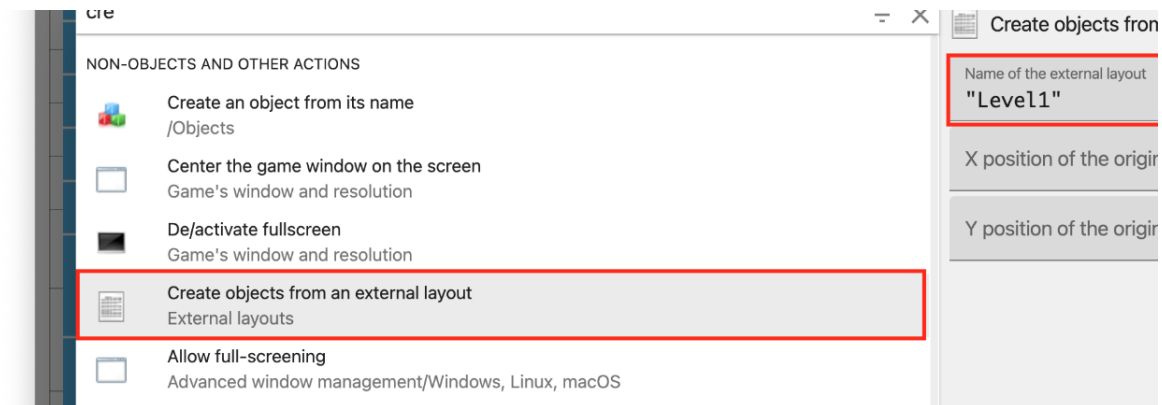 cre
NON-OBJECTS AND OTHER ACTIONS
Create an object from its name
/Objects
Center the game window on the screen
Game's window and resolution
De/activate fullscreen
Game's window and resolution
Create objects from an external layout
External layouts
Allow full-screening
Advanced window management/Windows, Linux, macOS
Create objects from
Name of the external layout
"Level1"
X position of the origin
Y position of the origin